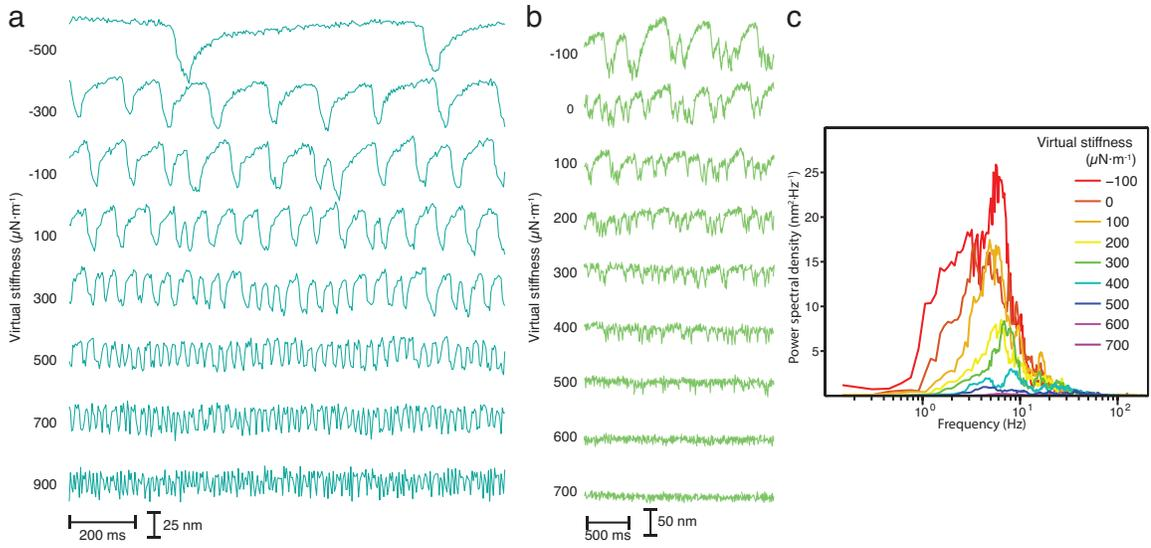 a
Virtual stiffness (µN·m⁻¹)
-500
-300
-100
100
300
500
700
900
200 ms
25 nm
b
Virtual stiffness (µN·m⁻¹)
-100
0
100
200
300
400
500
600
700
500 ms
50 nm
c
Power spectral density (nm²·Hz⁻¹)
25
20
15
10
5
Virtual stiffness
(µN·m⁻¹)
−100
0
100
200
300
400
500
600
700
10⁰
10¹
10²
Frequency (Hz)